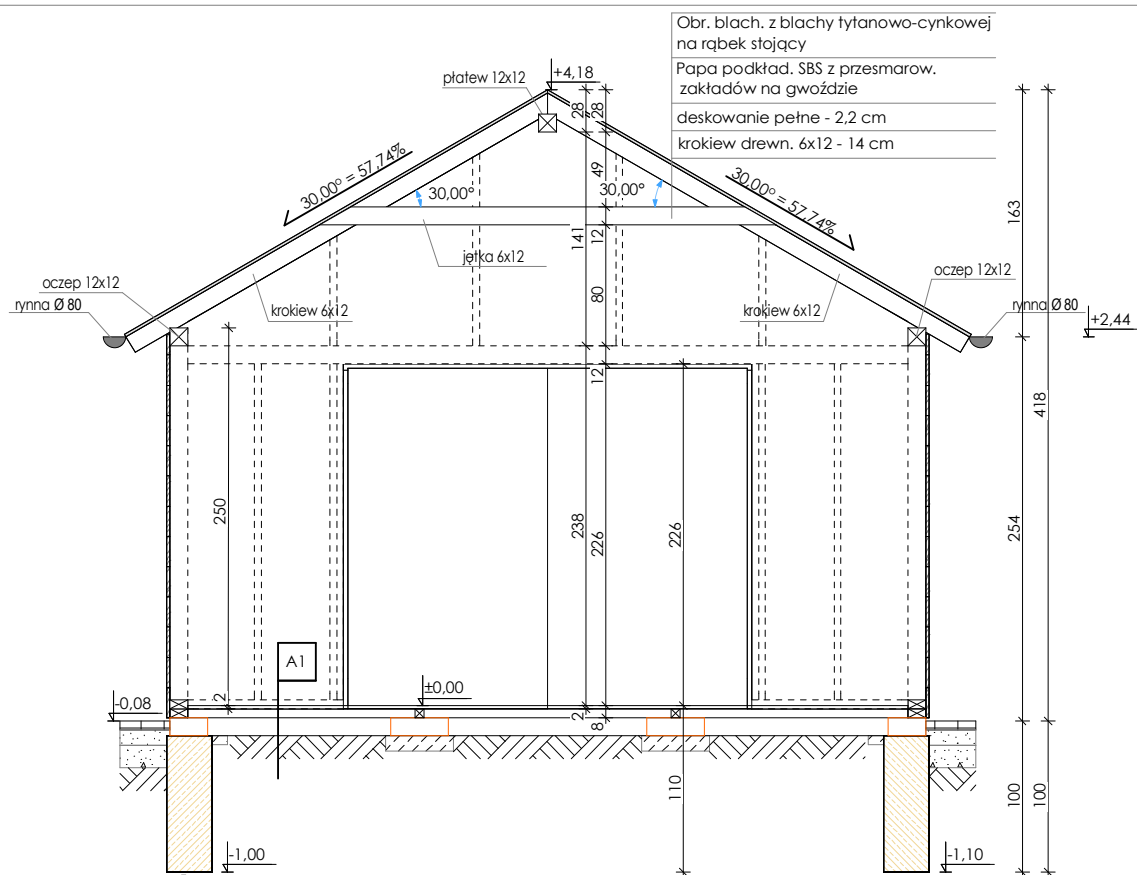 Obr. blach. z blachy tytanowo-cynkowej
na rąbek stojący
Papa podkład. SBS z przesmarow.
zakładów na gwoździe
deskowanie pełne - 2,2 cm
krokiew drewn. 6x12 - 14 cm
płatew 12x12
+4,18
28
28
30,00° = 57,74%
30,00° = 57,74%
49
30,00°
30,00°
163
141
12
jętka 6x12
80
oczep 12x12
oczep 12x12
rynna Ø 80
rynna Ø 80
krokiew 6x12
krokiew 6x12
+2,44
12
418
250
238
226
226
254
A1
±0,00
2
2
8
-0,08
110
100
100
-1,00
-1,10